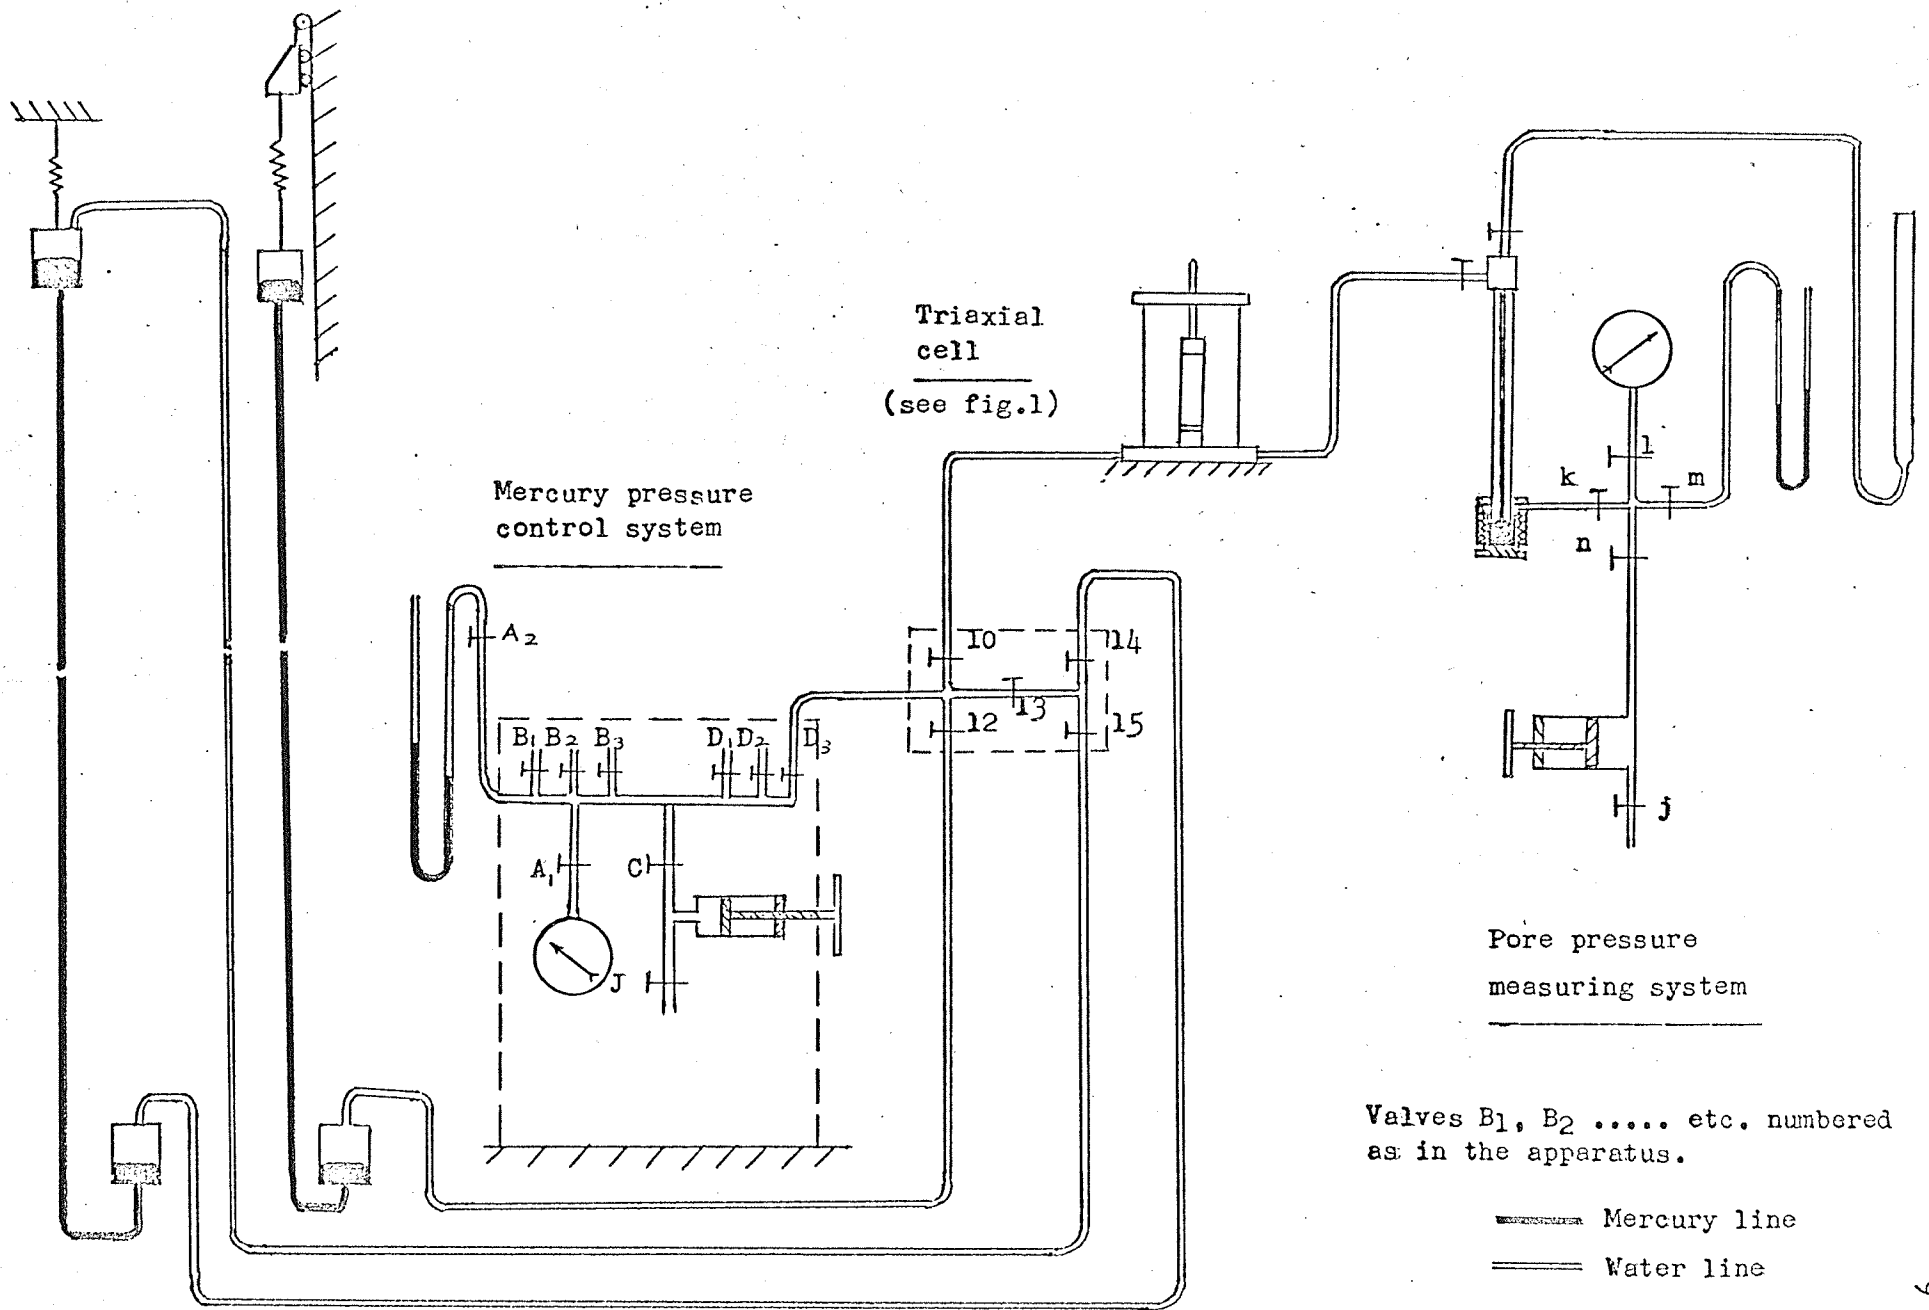 Triaxial
cell
(see fig.1)
Mercury pressure
control system
l
k
m
n
j
A2
10
14
13
12
15
B1 B2 B3 D1 D2 D3
A1
C
J
Pore pressure
measuring system
Valves B1, B2 ..... etc. numbered
as in the apparatus.
Mercury line
Water line